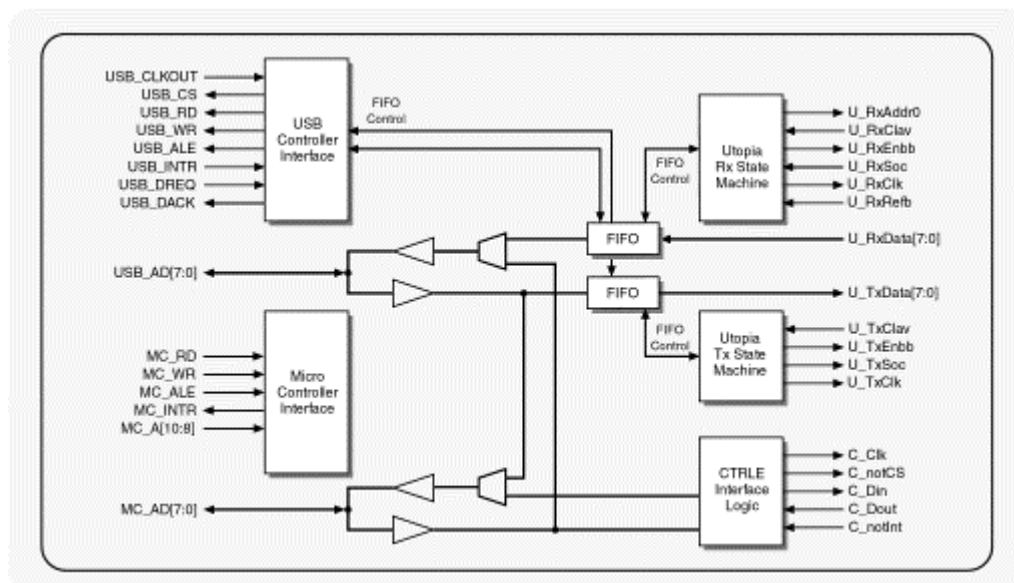 USB_CLKOUT
USB_CS
USB_RD
USB_WR
USB_ALE
USB_INTR
USB_DREQ
USB_DACK
USB
Controller
Interface
FIFO
Control
FIFO
Control
Utopia
Rx State
Machine
U_RxAddr0
U_RxClav
U_RxEnbb
U_RxSoc
U_RxClk
U_RxRefb
FIFO
U_RxData[7:0]
USB_AD[7:0]
FIFO
U_TxData[7:0]
MC_RD
MC_WR
MC_ALE
MC_INTR
MC_A[10:8]
Micro
Controller
Interface
FIFO
Control
Utopia
Tx State
Machine
U_TxClav
U_TxEnbb
U_TxSoc
U_TxClk
MC_AD[7:0]
CTRLE
Interface
Logic
C_Clk
C_notCS
C_Din
C_Dout
C_notInt